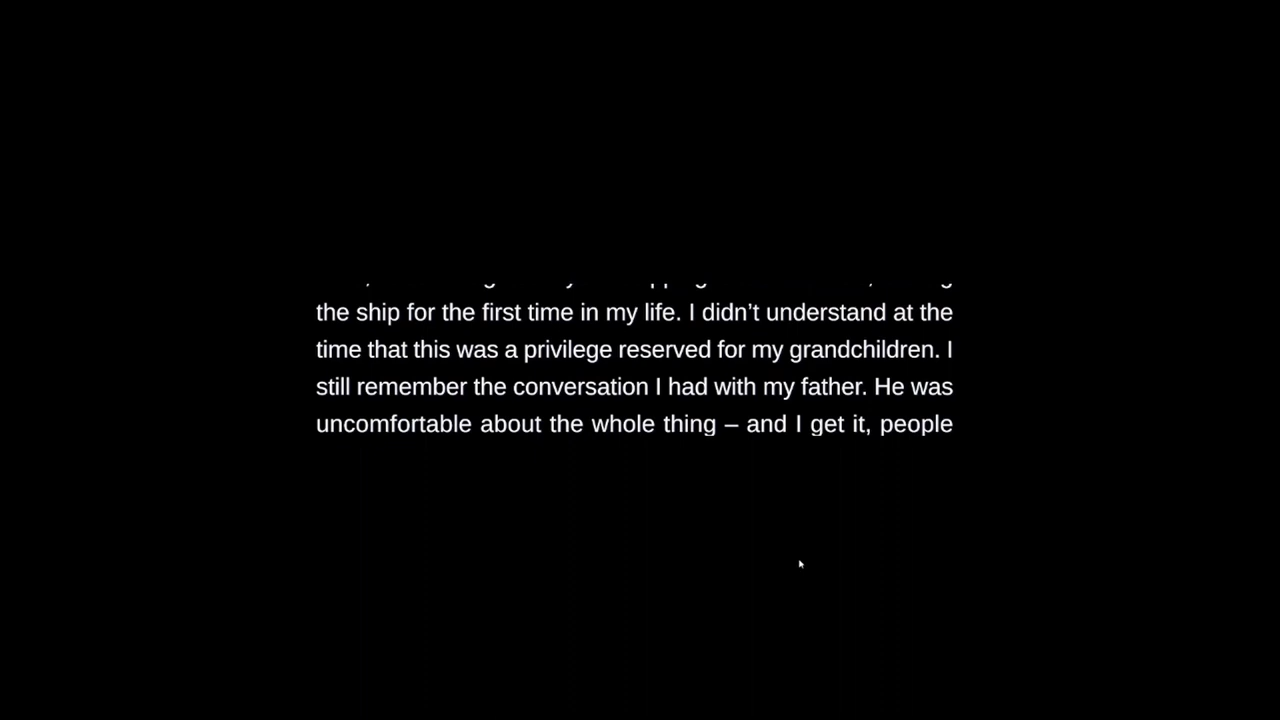 the ship for the first time in my life. I didn’t understand at the
time that this was a privilege reserved for my grandchildren. I
still remember the conversation I had with my father. He was
uncomfortable about the whole thing – and I get it, people